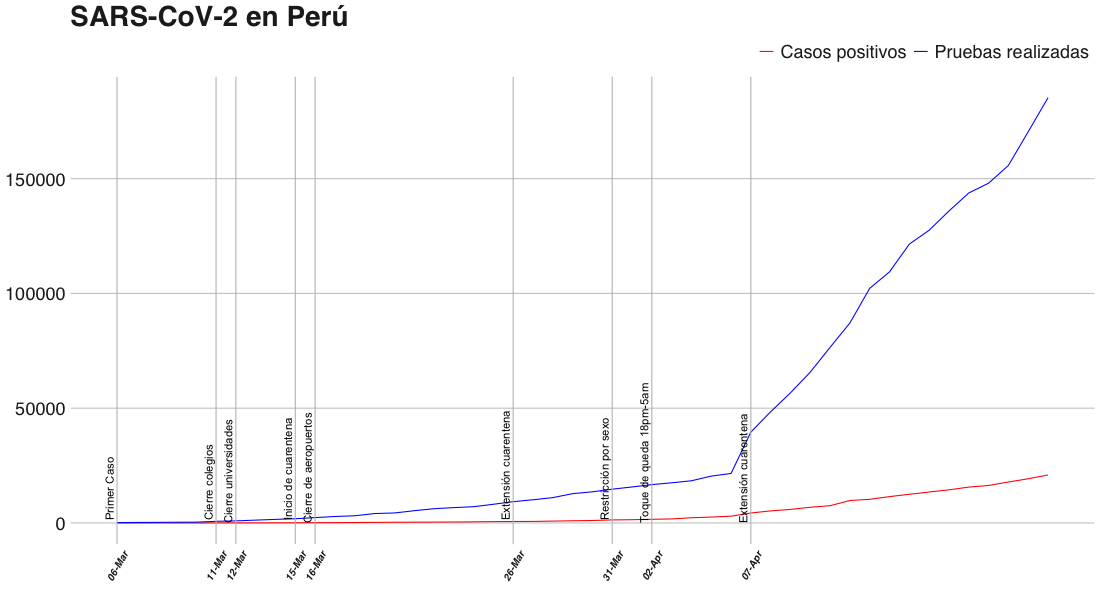 SARS-CoV-2 en Perú
Casos positivos
Pruebas realizadas
150000
100000
50000
0
Primer Caso
Cierre colegios
Cierre universidades
Inicio de cuarentena
Cierre de aeropuertos
Extensión cuarentena
Restricción por sexo
Toque de queda 18pm-5am
Extensión cuarentena
06-Mar
11-Mar
12-Mar
15-Mar
16-Mar
26-Mar
31-Mar
02-Apr
07-Apr